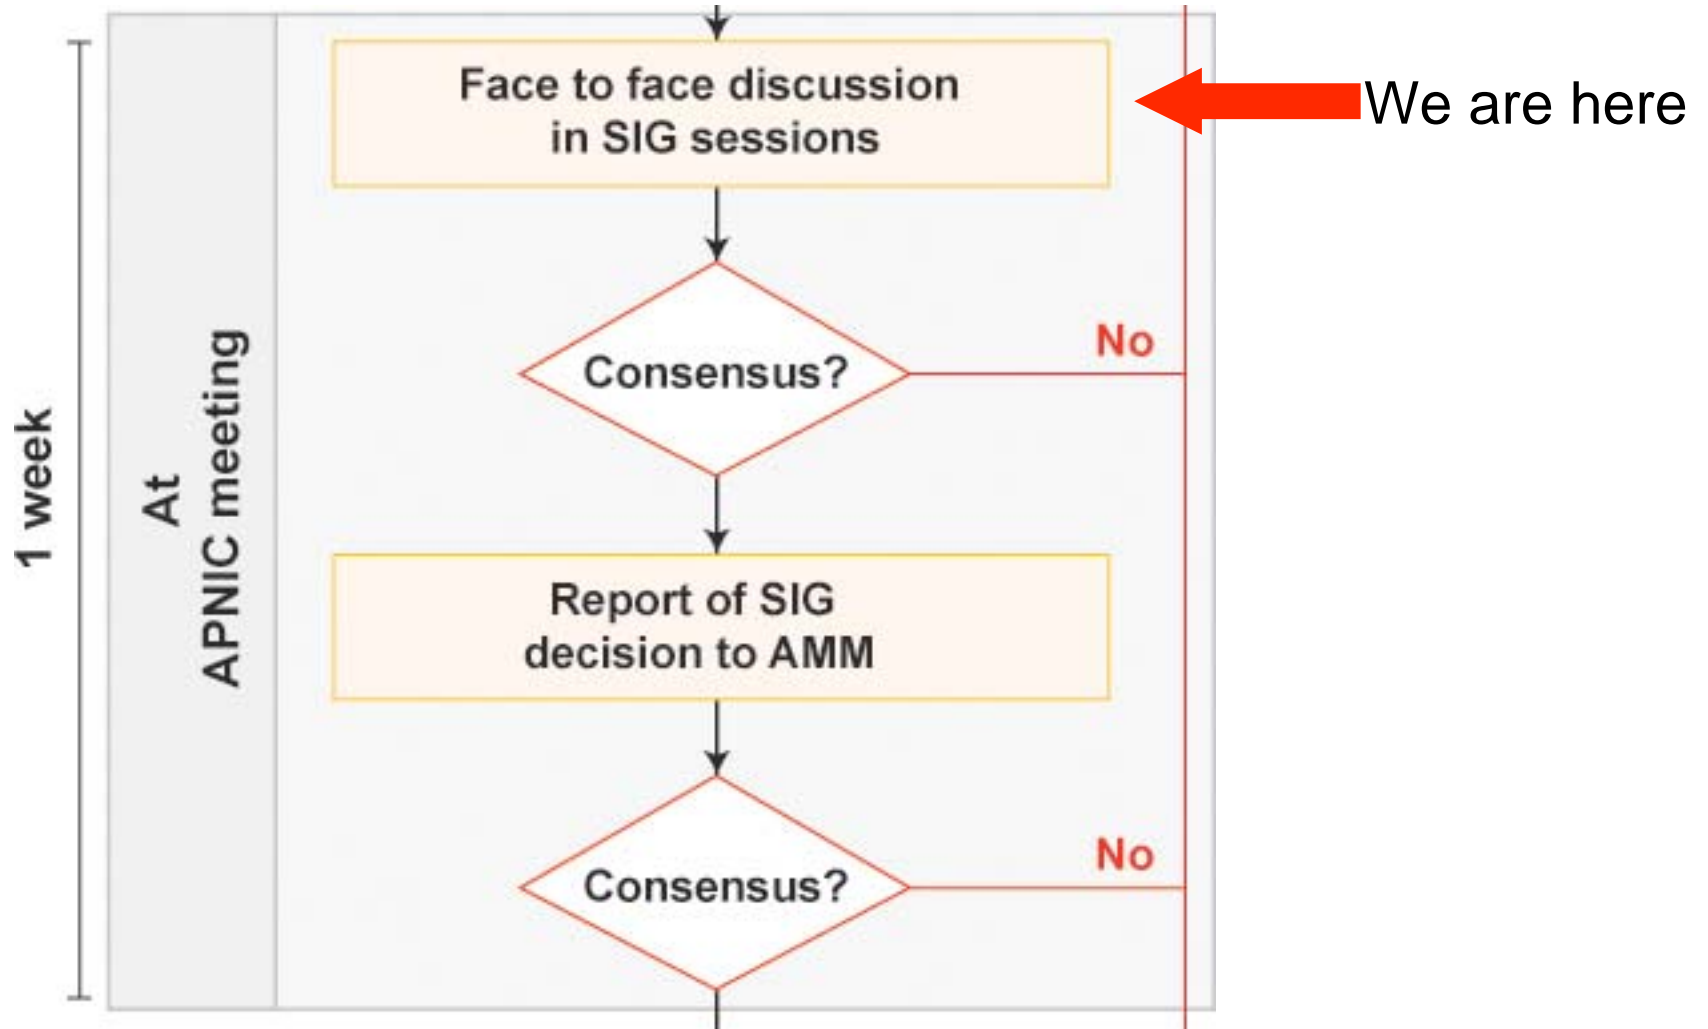 Face to face discussion
in SIG sessions
We are here
Consensus?
No
Report of SIG
decision to AMM
Consensus?
No
1 week
At
APNIC meeting